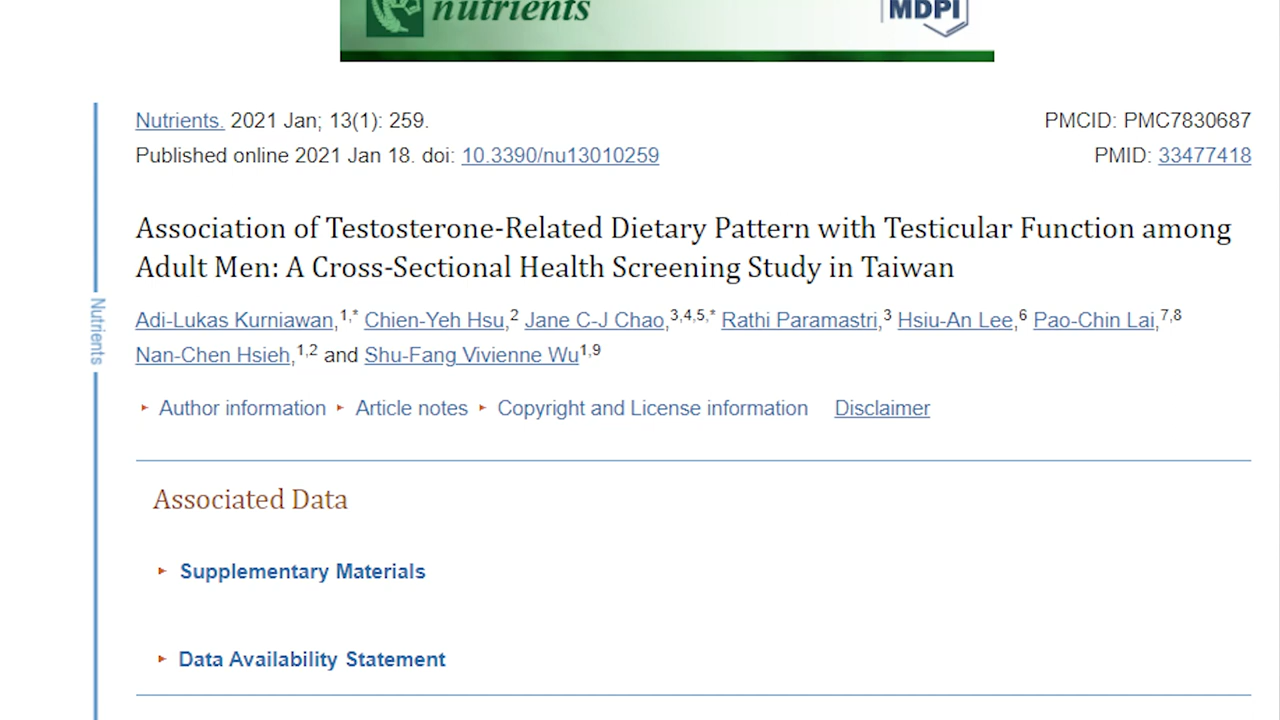 nutrients
MDPI
Nutrients. 2021 Jan; 13(1): 259.
PMCID: PMC7830687
Published online 2021 Jan 18. doi: 10.3390/nu13010259
PMID: 33477418
Association of Testosterone-Related Dietary Pattern with Testicular Function among
Adult Men: A Cross-Sectional Health Screening Study in Taiwan
Nutrients
Adi-Lukas Kurniawan,1,* Chien-Yeh Hsu,2 Jane C-J Chao,3,4,5,* Rathi Paramastri,3 Hsiu-An Lee,6 Pao-Chin Lai,7,8
Nan-Chen Hsieh,1,2 and Shu-Fang Vivienne Wu1,9
▸ Author information ▸ Article notes ▸ Copyright and License information Disclaimer
Associated Data
▸ Supplementary Materials
▸ Data Availability Statement